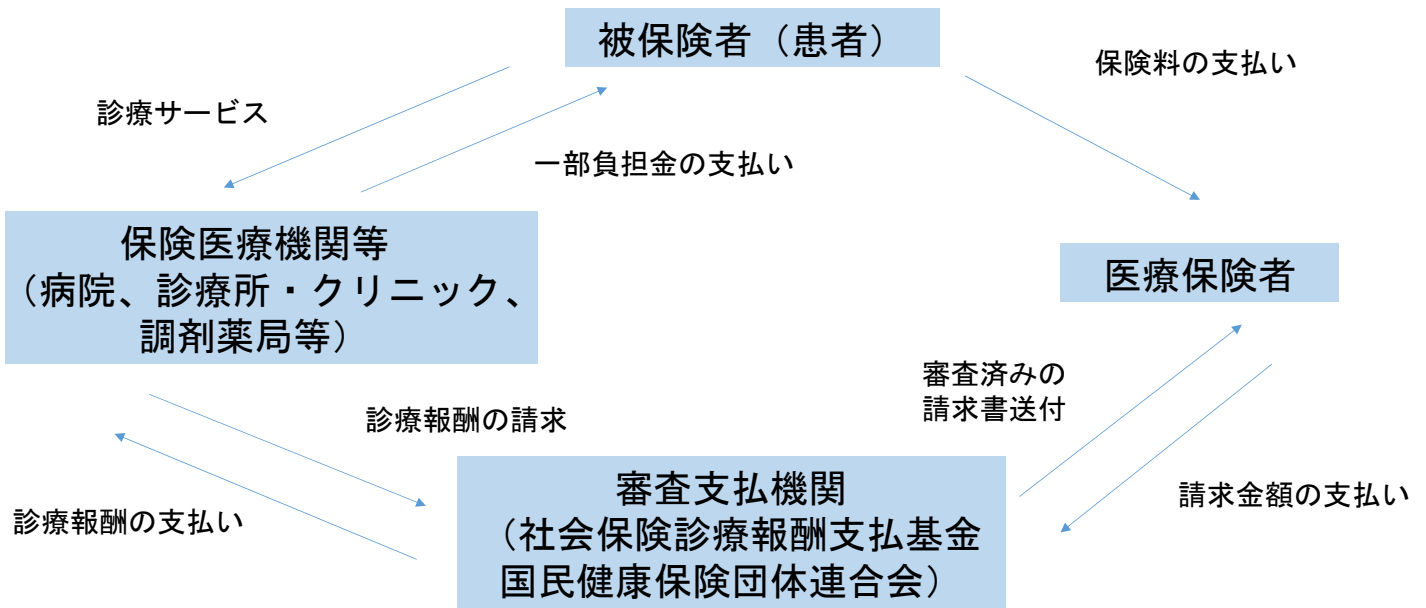 被保険者（患者）
保険料の支払い
診療サービス
一部負担金の支払い
保険医療機関等
（病院、診療所・クリニック、
調剤薬局等）
医療保険者
審査済みの
請求書送付
診療報酬の請求
審査支払機関
（社会保険診療報酬支払基金
国民健康保険団体連合会）
請求金額の支払い
診療報酬の支払い